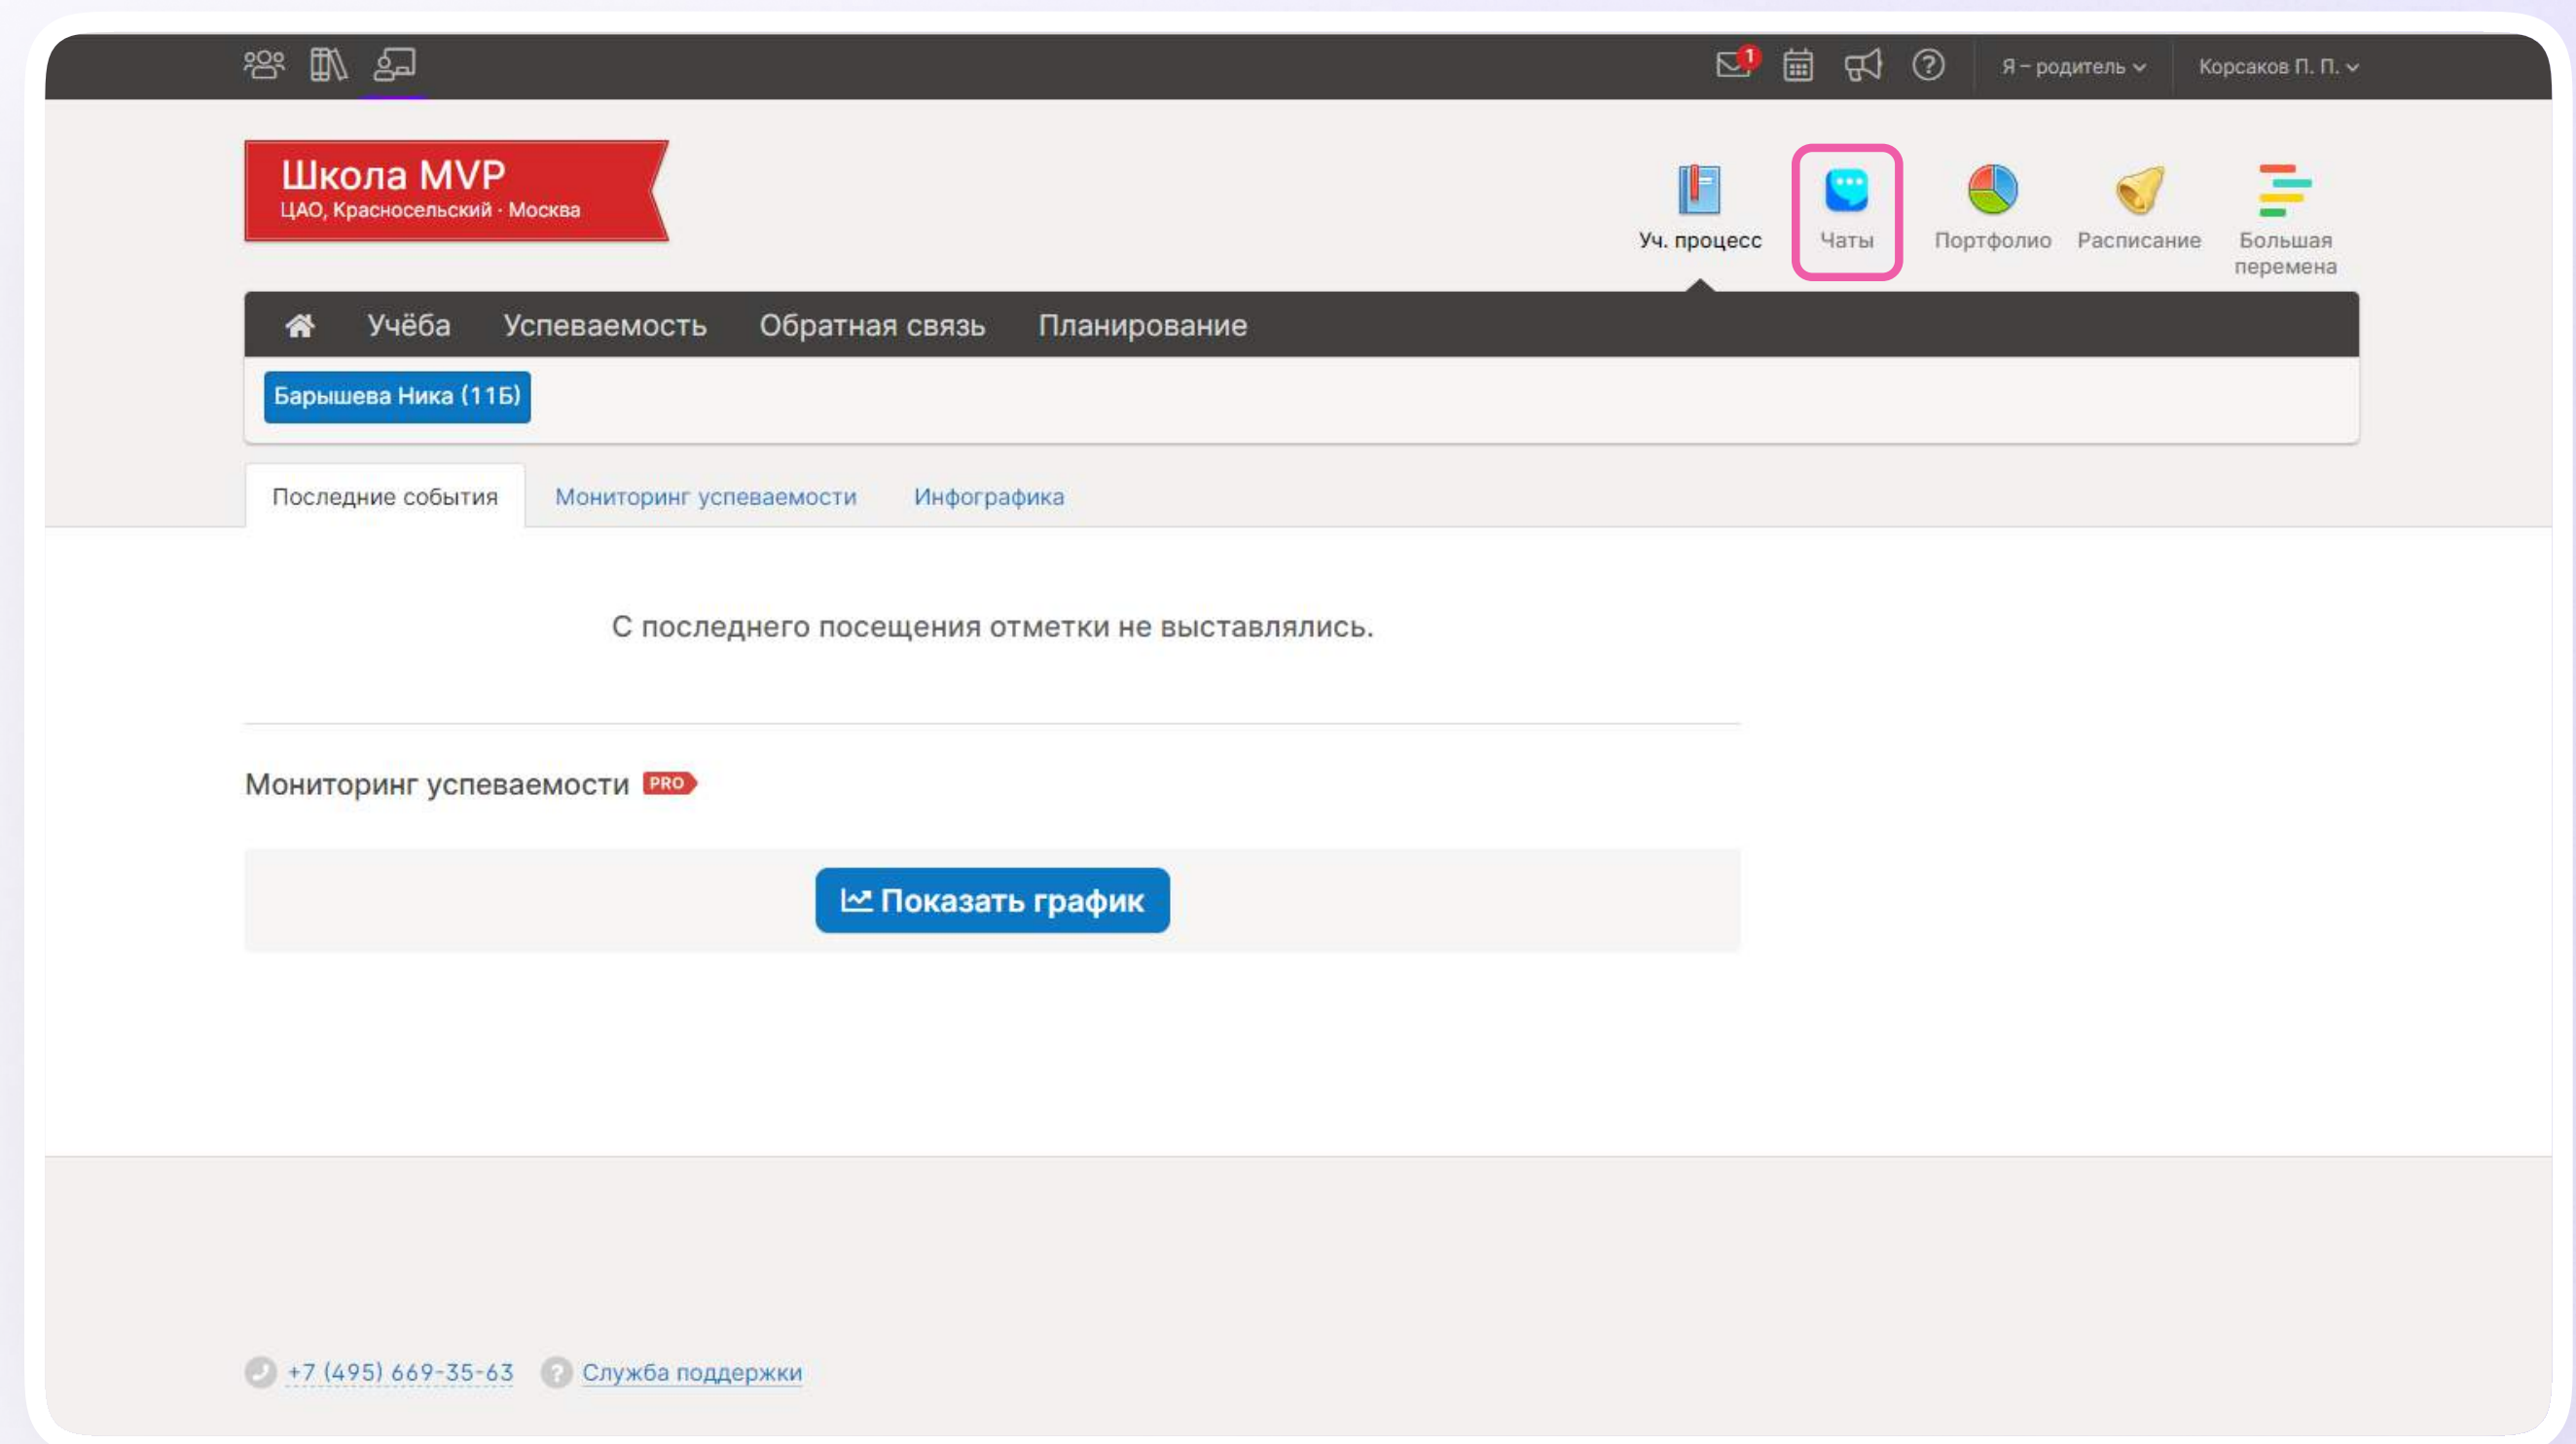 1
Я – родитель
Корсаков П. П.
Школа MVP
ЦАО, Красносельский · Москва
Уч. процесс
Чаты
Портфолио
Расписание
Большая
перемена
Учёба
Успеваемость
Обратная связь
Планирование
Барышева Ника (11Б)
Последние события
Мониторинг успеваемости
Инфографика
С последнего посещения отметки не выставлялись.
Мониторинг успеваемости PRO
Показать график
+7 (495) 669-35-63
Служба поддержки